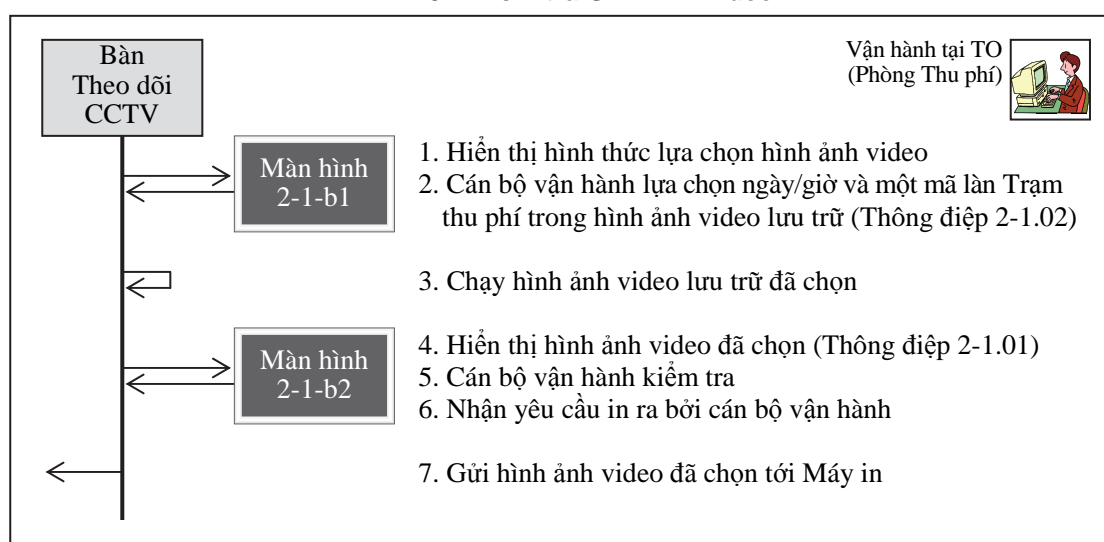 Bàn
Theo dõi
CCTV
Vận hành tại TO
(Phòng Thu phí)
Màn hình
2-1-b1
1. Hiển thị hình thức lựa chọn hình ảnh video
2. Cán bộ vận hành lựa chọn ngày/giờ và một mã làn Trạm
thu phí trong hình ảnh video lưu trữ (Thông điệp 2-1.02)
3. Chạy hình ảnh video lưu trữ đã chọn
Màn hình
2-1-b2
4. Hiển thị hình ảnh video đã chọn (Thông điệp 2-1.01)
5. Cán bộ vận hành kiểm tra
6. Nhận yêu cầu in ra bởi cán bộ vận hành
7. Gửi hình ảnh video đã chọn tới Máy in